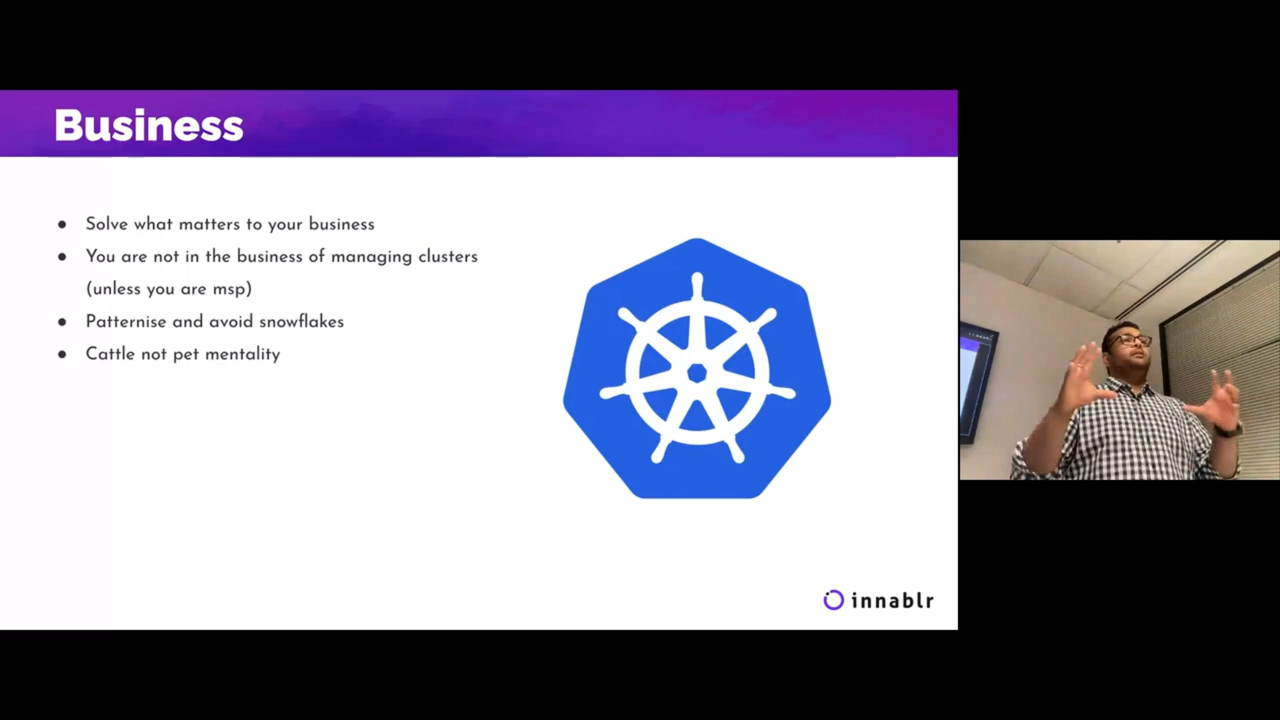 Business
● Solve what matters to your business
● You are not in the business of managing clusters
(unless you are msp)
● Patternise and avoid snowflakes
● Cattle not pet mentality
innablr